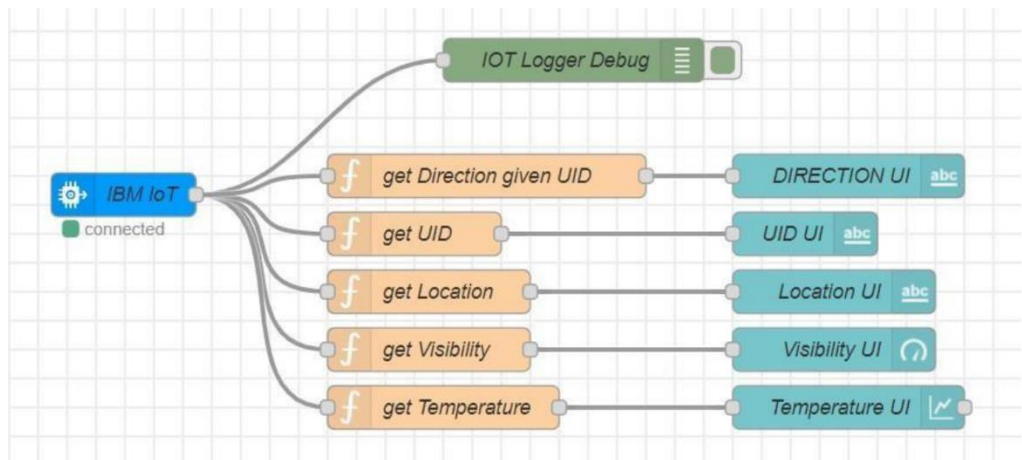 IOT Logger Debug
IBM IoT
connected
get Direction given UID
DIRECTION UI
abc
get UID
UID UI
abc
get Location
Location UI
abc
get Visibility
Visibility UI
get Temperature
Temperature UI